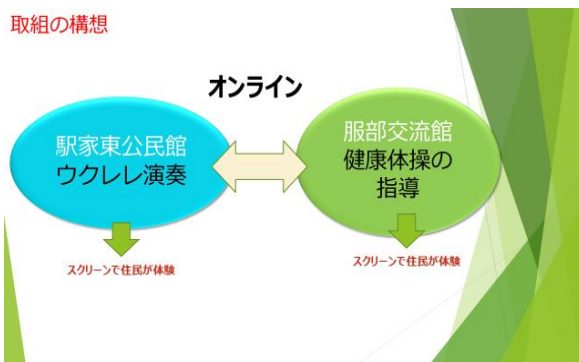 取組の構想
オンライン
駅家東公民館
ウクレレ演奏
服部交流館
健康体操の
指導
スクリーンで住民が体験
スクリーンで住民が体験